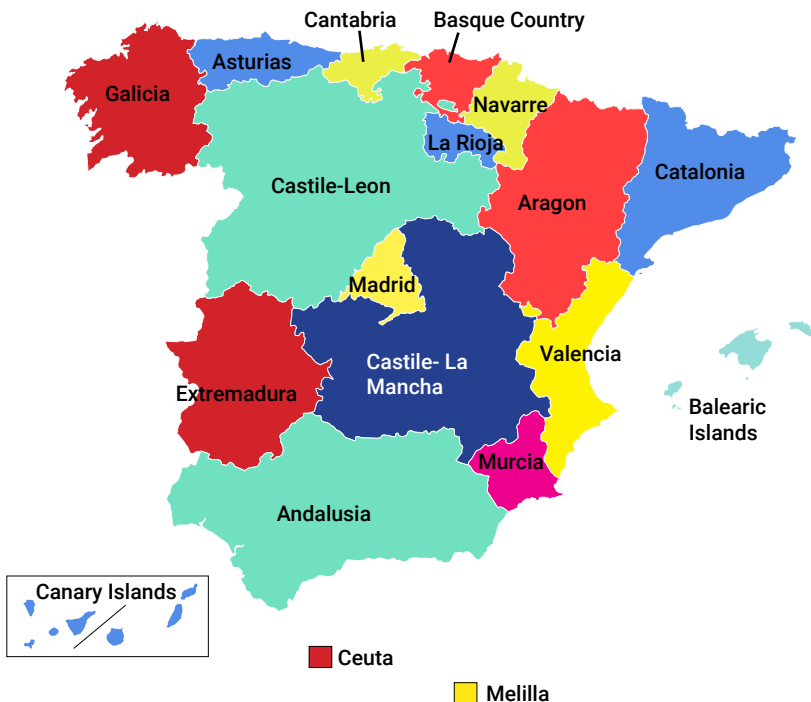 Cantabria
Basque Country
Asturias
Galicia
Navarre
La Rioja
Catalonia
Castile-Leon
Aragon
Madrid
Valencia
Castile- La
Mancha
Extremadura
Balearic
Islands
Murcia
Andalusia
Canary Islands
Ceuta
Melilla